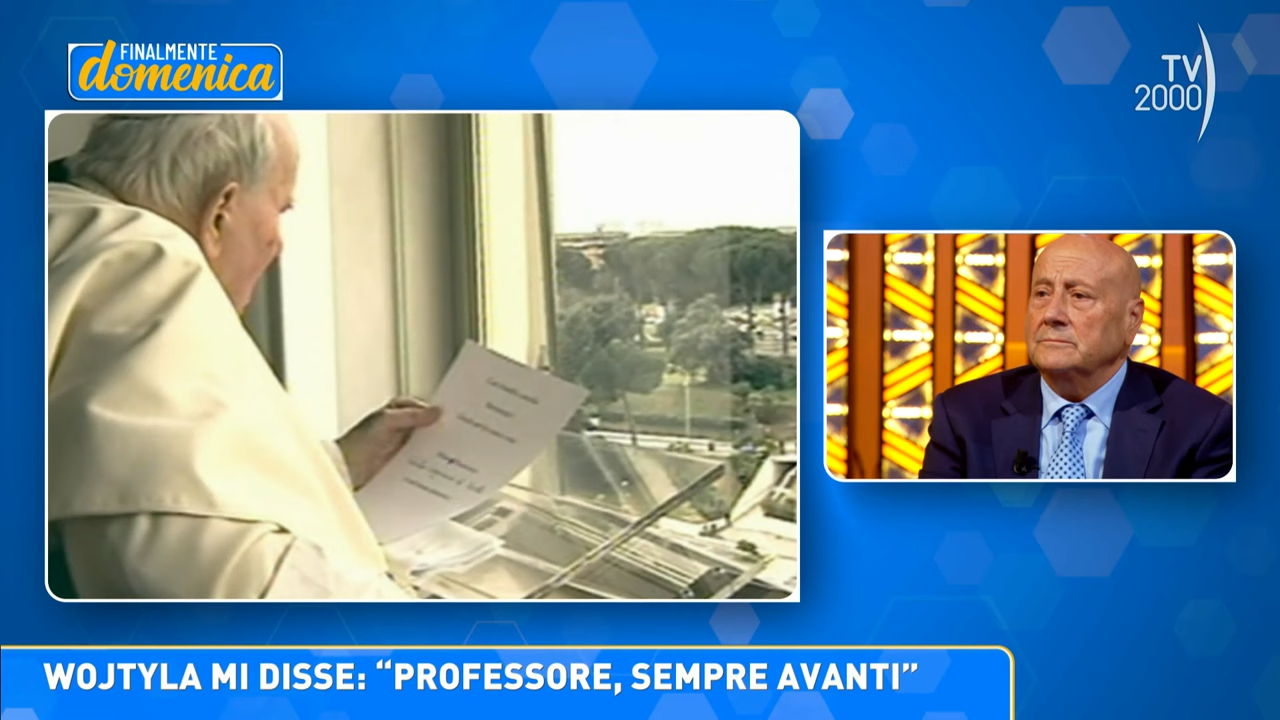 FINALMENTE
domenica
TV
2000
WOJTYLA MI DISSE: “PROFESSORE, SEMPRE AVANTI”